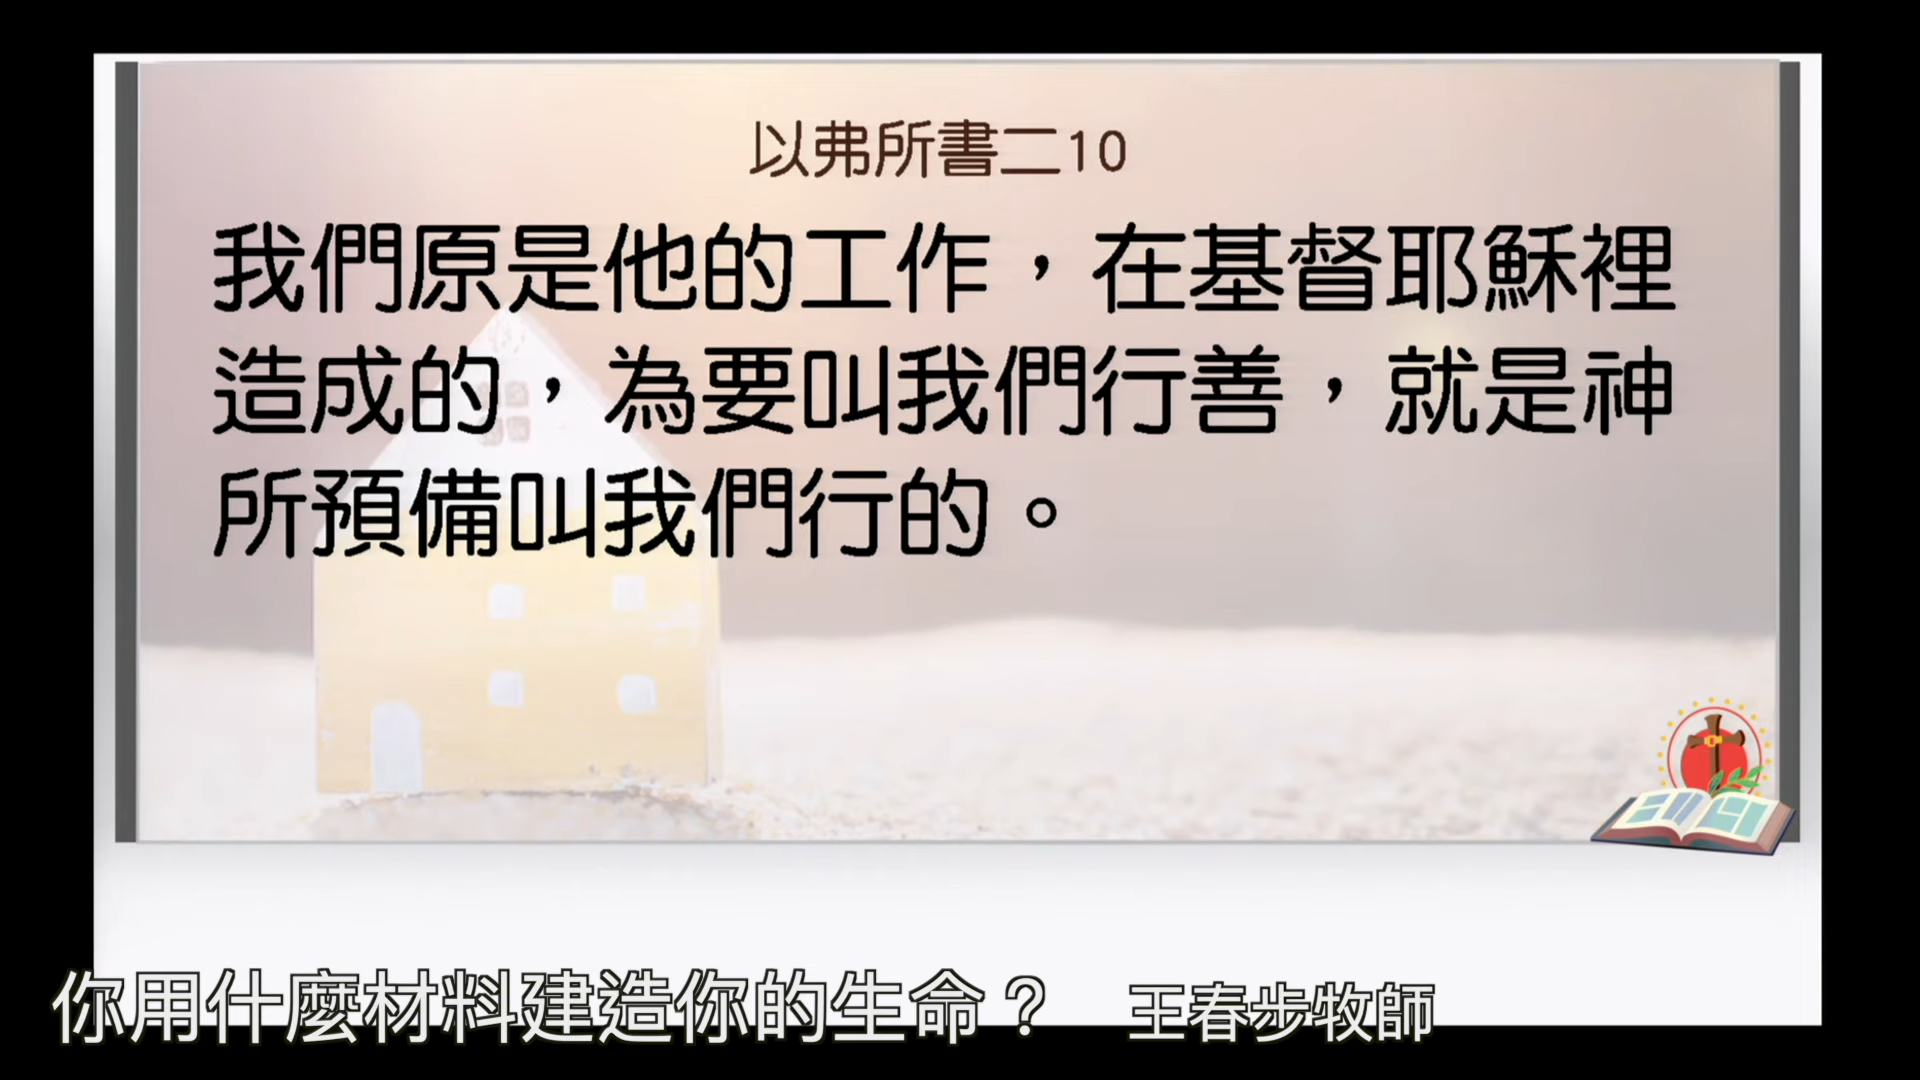 以弗所書二10
我們原是他的工作，在基督耶穌裡
造成的，為要叫我們行善，就是神
所預備叫我們行的。
你用什麼材料建造你的生命？ 王春步牧師